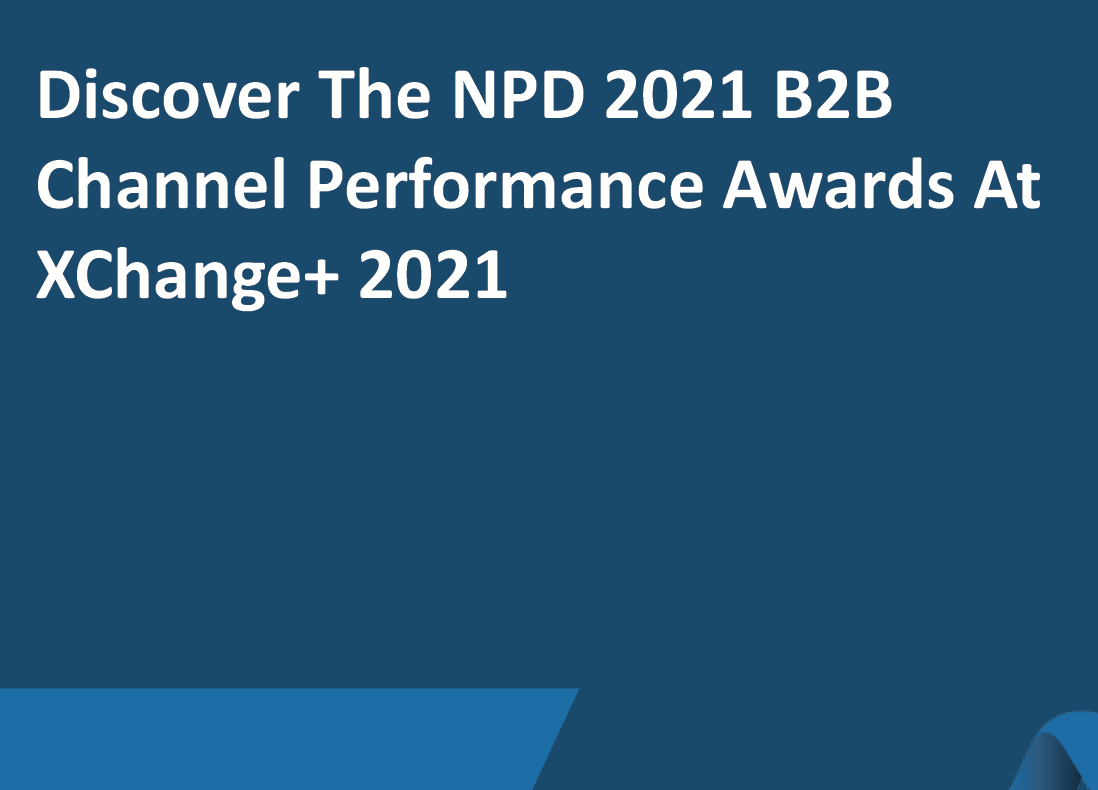 Discover The NPD 2021 B2B
Channel Performance Awards At
XChange+ 2021